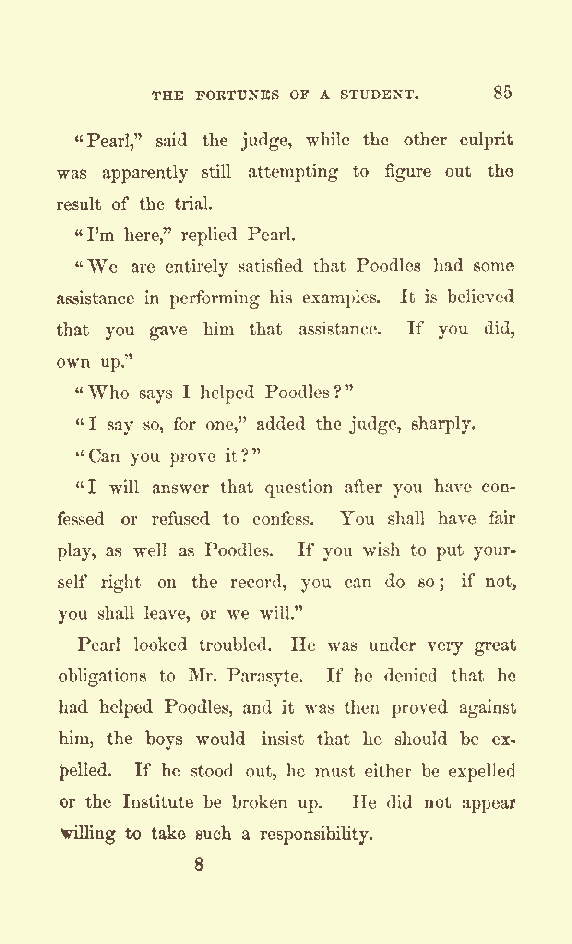 THE FORTUNES OF A STUDENT. 85
“Pearl,” said the judge, while the other culprit
was apparently still attempting to figure out the
result of the trial.
“I’m here,” replied Pearl.
“We are entirely satisfied that Poodles had some
assistance in performing his examples. It is believed
that you gave him that assistance. If you did,
own up.”
“Who says I helped Poodles?”
“I say so, for one,” added the judge, sharply.
“Can you prove it?”
“I will answer that question after you have con-
fessed or refused to confess. You shall have fair
play, as well as Poodles. If you wish to put your-
self right on the record, you can do so; if not,
you shall leave, or we will.”
Pearl looked troubled. He was under very great
obligations to Mr. Parasyte. If he denied that he
had helped Poodles, and it was then proved against
him, the boys would insist that he should be ex-
pelled. If he stood out, he must either be expelled
or the Institute be broken up. He did not appear
willing to take such a responsibility.
8